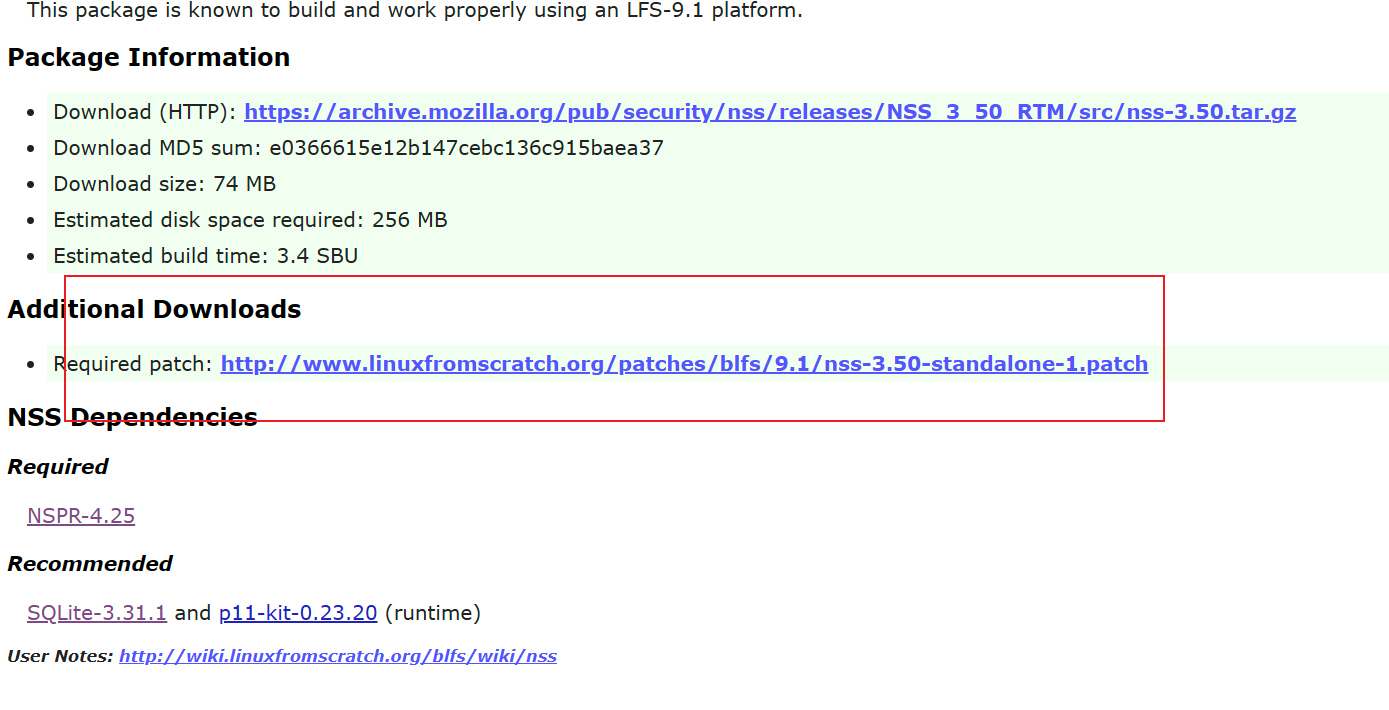 This package is known to build and work properly using an LFS-9.1 platform.
Package Information
Download (HTTP): https://archive.mozilla.org/pub/security/nss/releases/NSS_3_50_RTM/src/nss-3.50.tar.gz
Download MD5 sum: e0366615e12b147cebc136c915baea37
Download size: 74 MB
Estimated disk space required: 256 MB
Estimated build time: 3.4 SBU
Additional Downloads
Required patch: http://www.linuxfromscratch.org/patches/blfs/9.1/nss-3.50-standalone-1.patch
NSS Dependencies
Required
NSPR-4.25
Recommended
SQLite-3.31.1 and p11-kit-0.23.20 (runtime)
User Notes: http://wiki.linuxfromscratch.org/blfs/wiki/nss